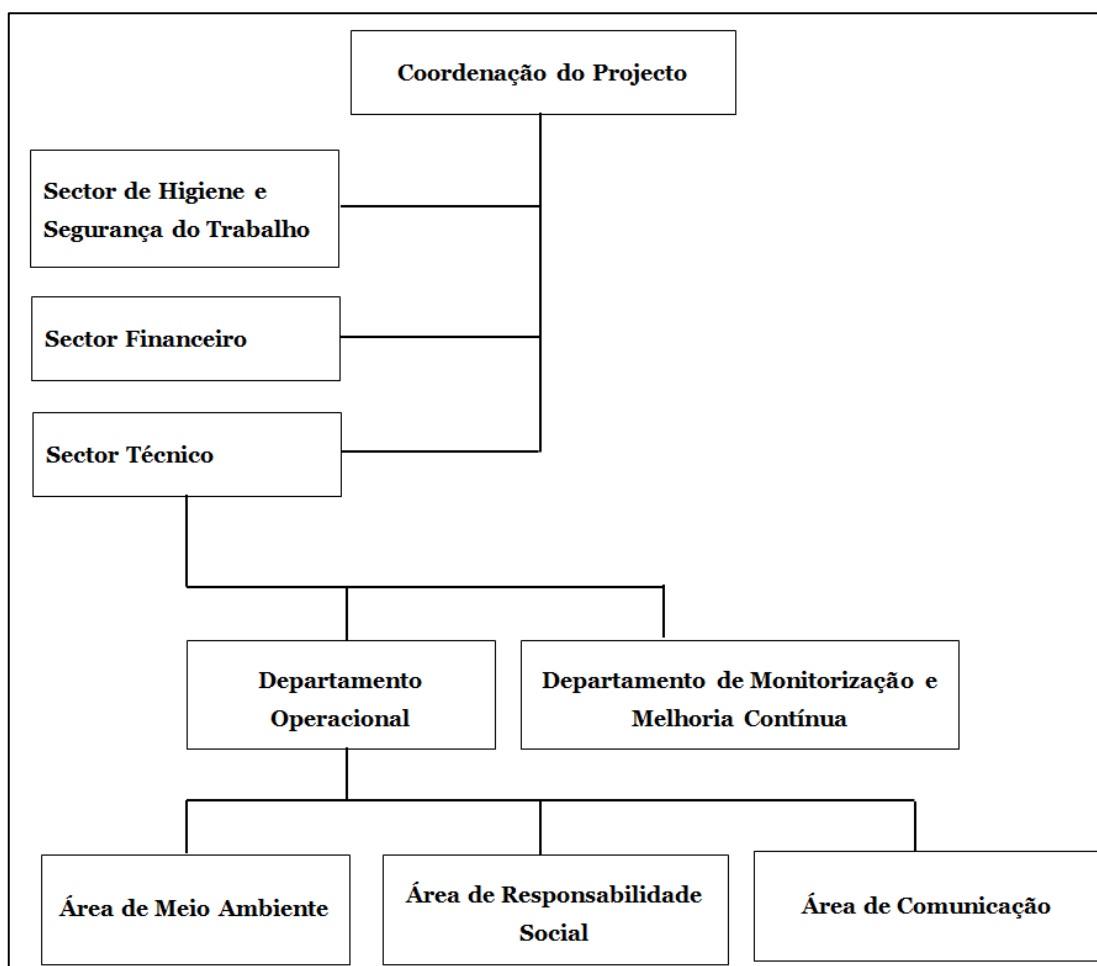 Coordenação do Projecto
Sector de Higiene e
Segurança do Trabalho
Sector Financeiro
Sector Técnico
Departamento
Operacional
Departamento de Monitorização e
Melhoria Contínua
Área de Meio Ambiente
Área de Responsabilidade
Social
Área de Comunicação